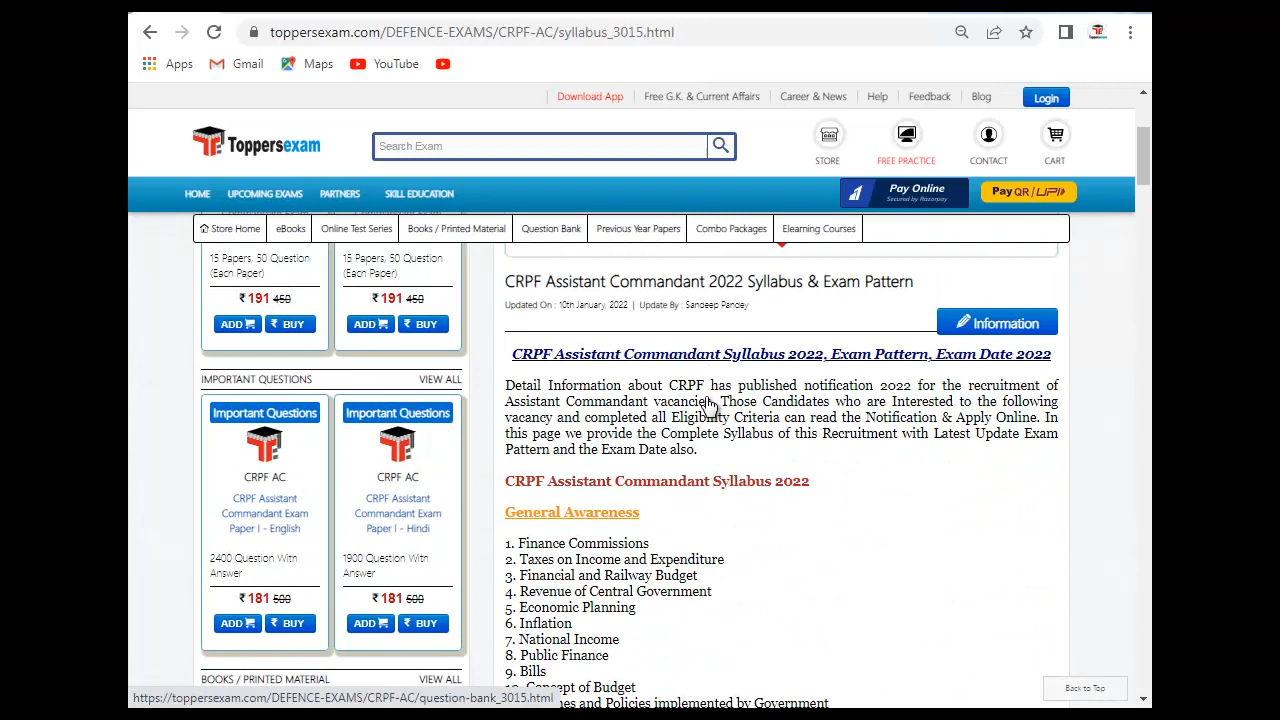 toppersexam.com/DEFENCE-EXAMS/CRPF-AC/syllabus_3015.html
Apps Gmail Maps YouTube
Download App Free G.K. & Current Affairs Career & News Help Feedback Blog Login
Toppersexam
Search Exam
STORE FREE PRACTICE CONTACT CART
HOME UPCOMING EXAMS PARTNERS SKILL EDUCATION
Pay Online
Secured by Razorpay
Pay QR/UPI
Store Home eBooks Online Test Series Books / Printed Material Question Bank Previous Year Papers Combo Packages Elearning Courses
15 Papers, 50 Question
(Each Paper)
₹ 191 450
ADD ₹ BUY
15 Papers, 50 Question
(Each Paper)
₹ 191 450
ADD ₹ BUY
IMPORTANT QUESTIONS VIEW ALL
Important Questions
CRPF AC
CRPF Assistant
Commandant Exam
Paper I - English
2400 Question With
Answer
₹ 181 500
ADD ₹ BUY
Important Questions
CRPF AC
CRPF Assistant
Commandant Exam
Paper I - Hindi
1900 Question With
Answer
₹ 181 500
ADD ₹ BUY
BOOKS / PRINTED MATERIAL VIEW ALL
CRPF Assistant Commandant 2022 Syllabus & Exam Pattern
Updated On : 10th January, 2022 | Update By : Sandeep Pandey
Information
CRPF Assistant Commandant Syllabus 2022, Exam Pattern, Exam Date 2022
Detail Information about CRPF has published notification 2022 for the recruitment of
Assistant Commandant vacancies. Those Candidates who are Interested to the following
vacancy and completed all Eligibility Criteria can read the Notification & Apply Online. In
this page we provide the Complete Syllabus of this Recruitment with Latest Update Exam
Pattern and the Exam Date also.
CRPF Assistant Commandant Syllabus 2022
General Awareness
1. Finance Commissions
2. Taxes on Income and Expenditure
3. Financial and Railway Budget
4. Revenue of Central Government
5. Economic Planning
6. Inflation
7. National Income
8. Public Finance
9. Bills
Concept of Budget
and Policies implemented by Government
Back to Top
https://toppersexam.com/DEFENCE-EXAMS/CRPF-AC/question-bank_3015.html